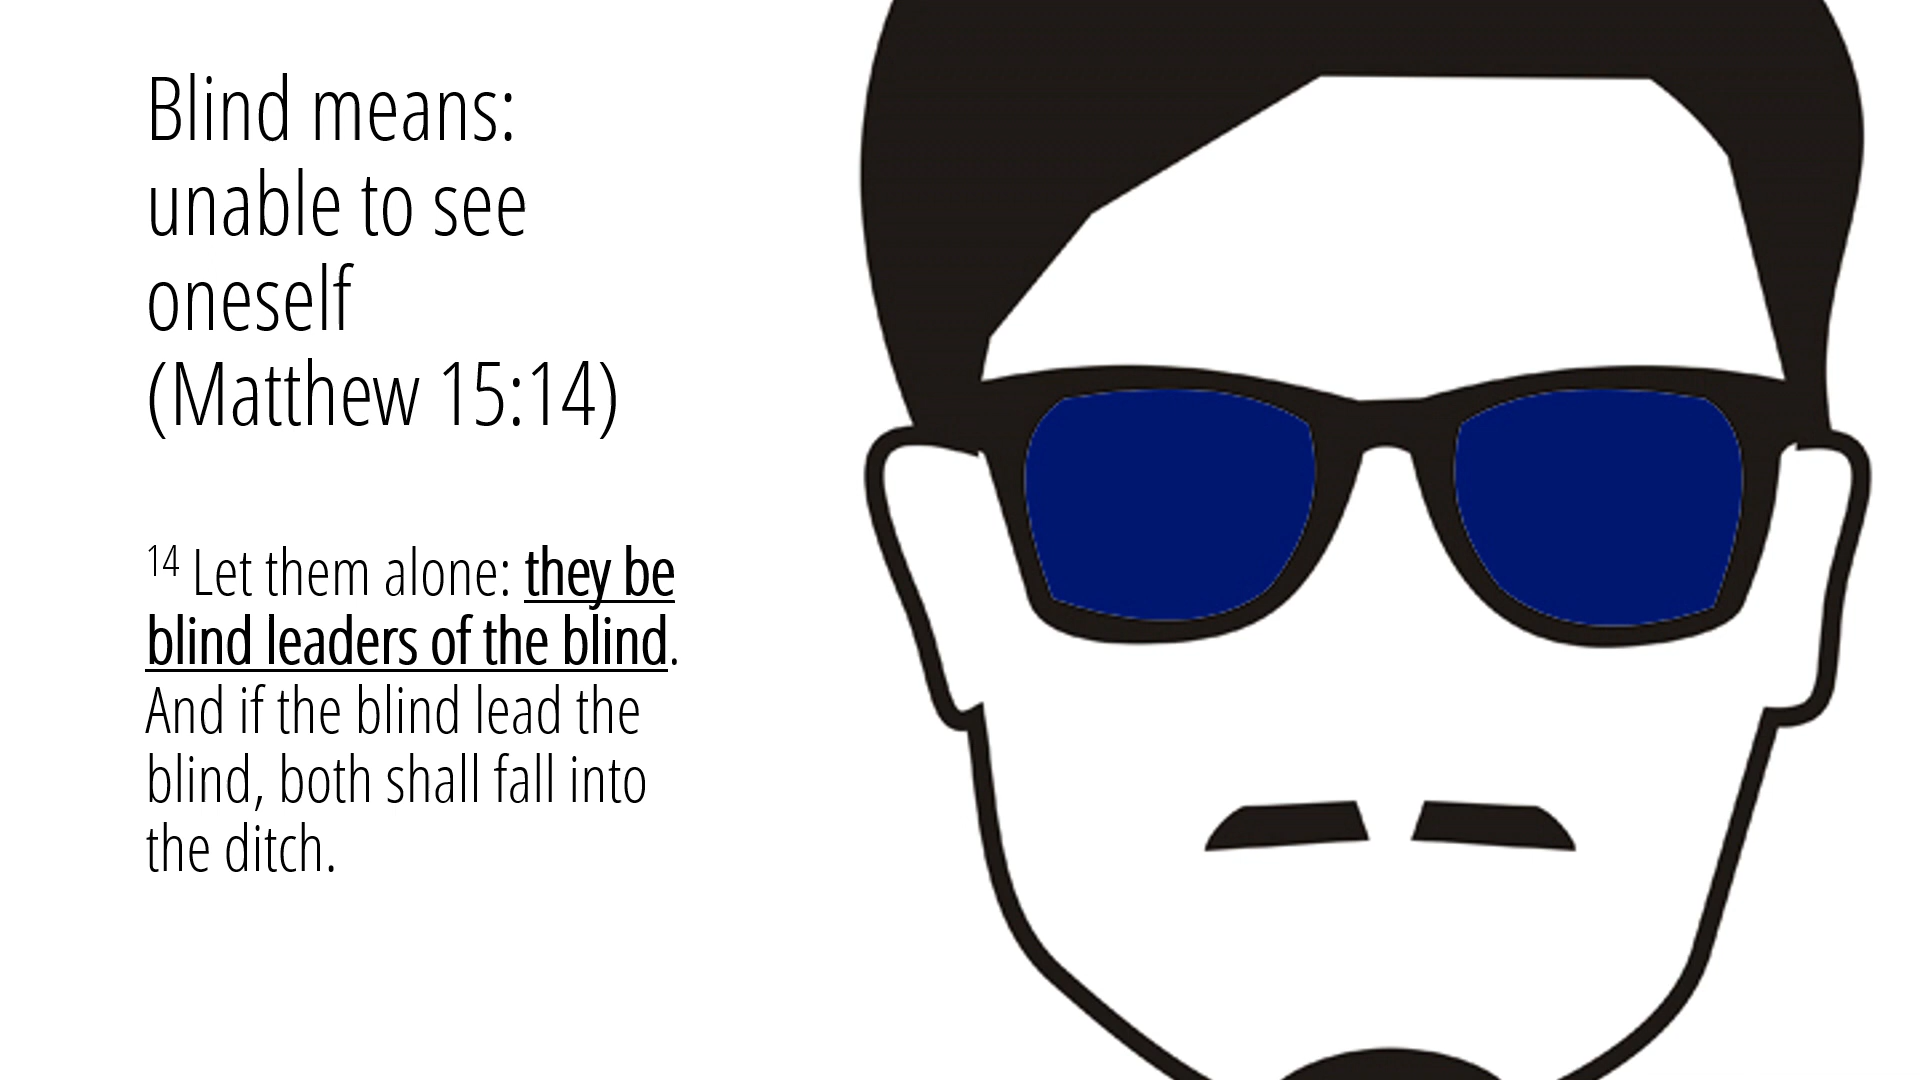 Blind means:
unable to see
oneself
(Matthew 15:14)
14 Let them alone: they be
blind leaders of the blind.
And if the blind lead the
blind, both shall fall into
the ditch.